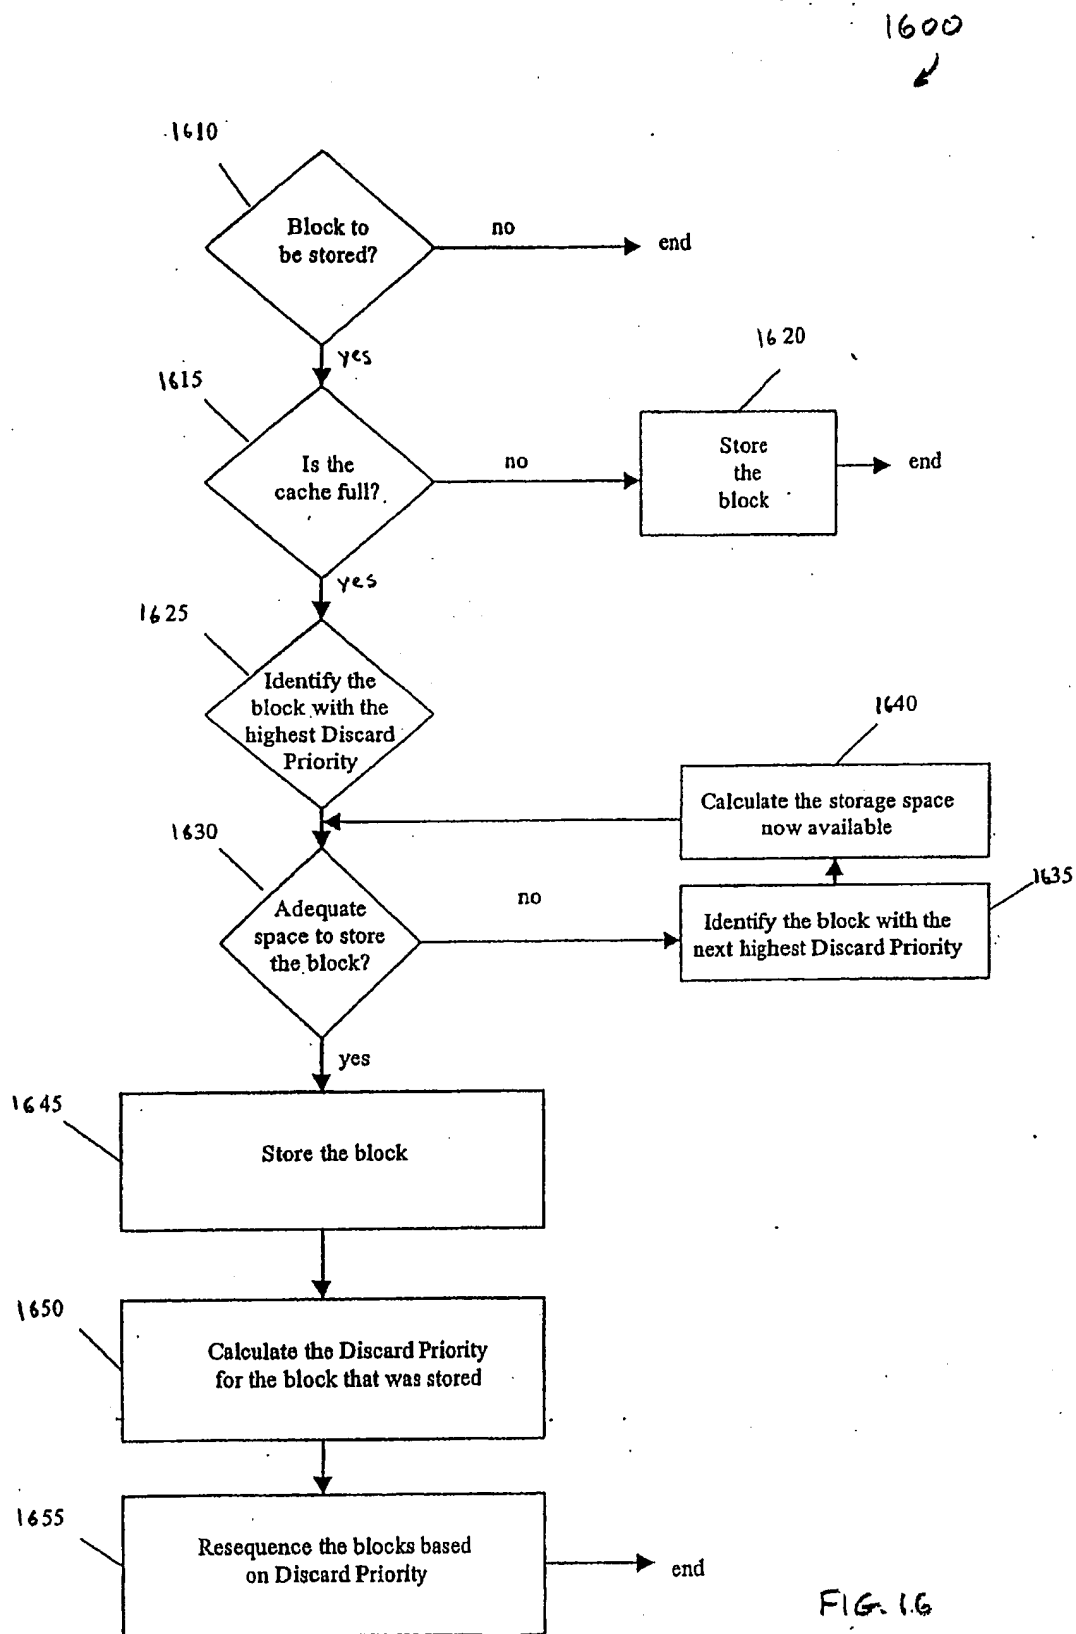 1600
1610
Block to
be stored?
no
end
yes
1615
Is the
cache full?
no
1620
Store
the
block
end
yes
1625
Identify the
block with the
highest Discard
Priority
1640
Calculate the storage space
now available
1630
Adequate
space to store
the block?
no
1635
Identify the block with the
next highest Discard Priority
yes
1645
Store the block
1650
Calculate the Discard Priority
for the block that was stored
1655
Resequence the blocks based
on Discard Priority
end
FIG. 16